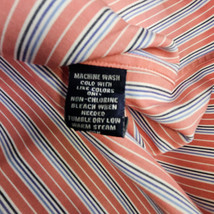 MACHINE WASH
COLD WITH
LIKE COLORS
ONLY
NON-CHLORINE
BLEACH WHEN
NEEDED
TUMBLE DRY LOW
WARM STEAM